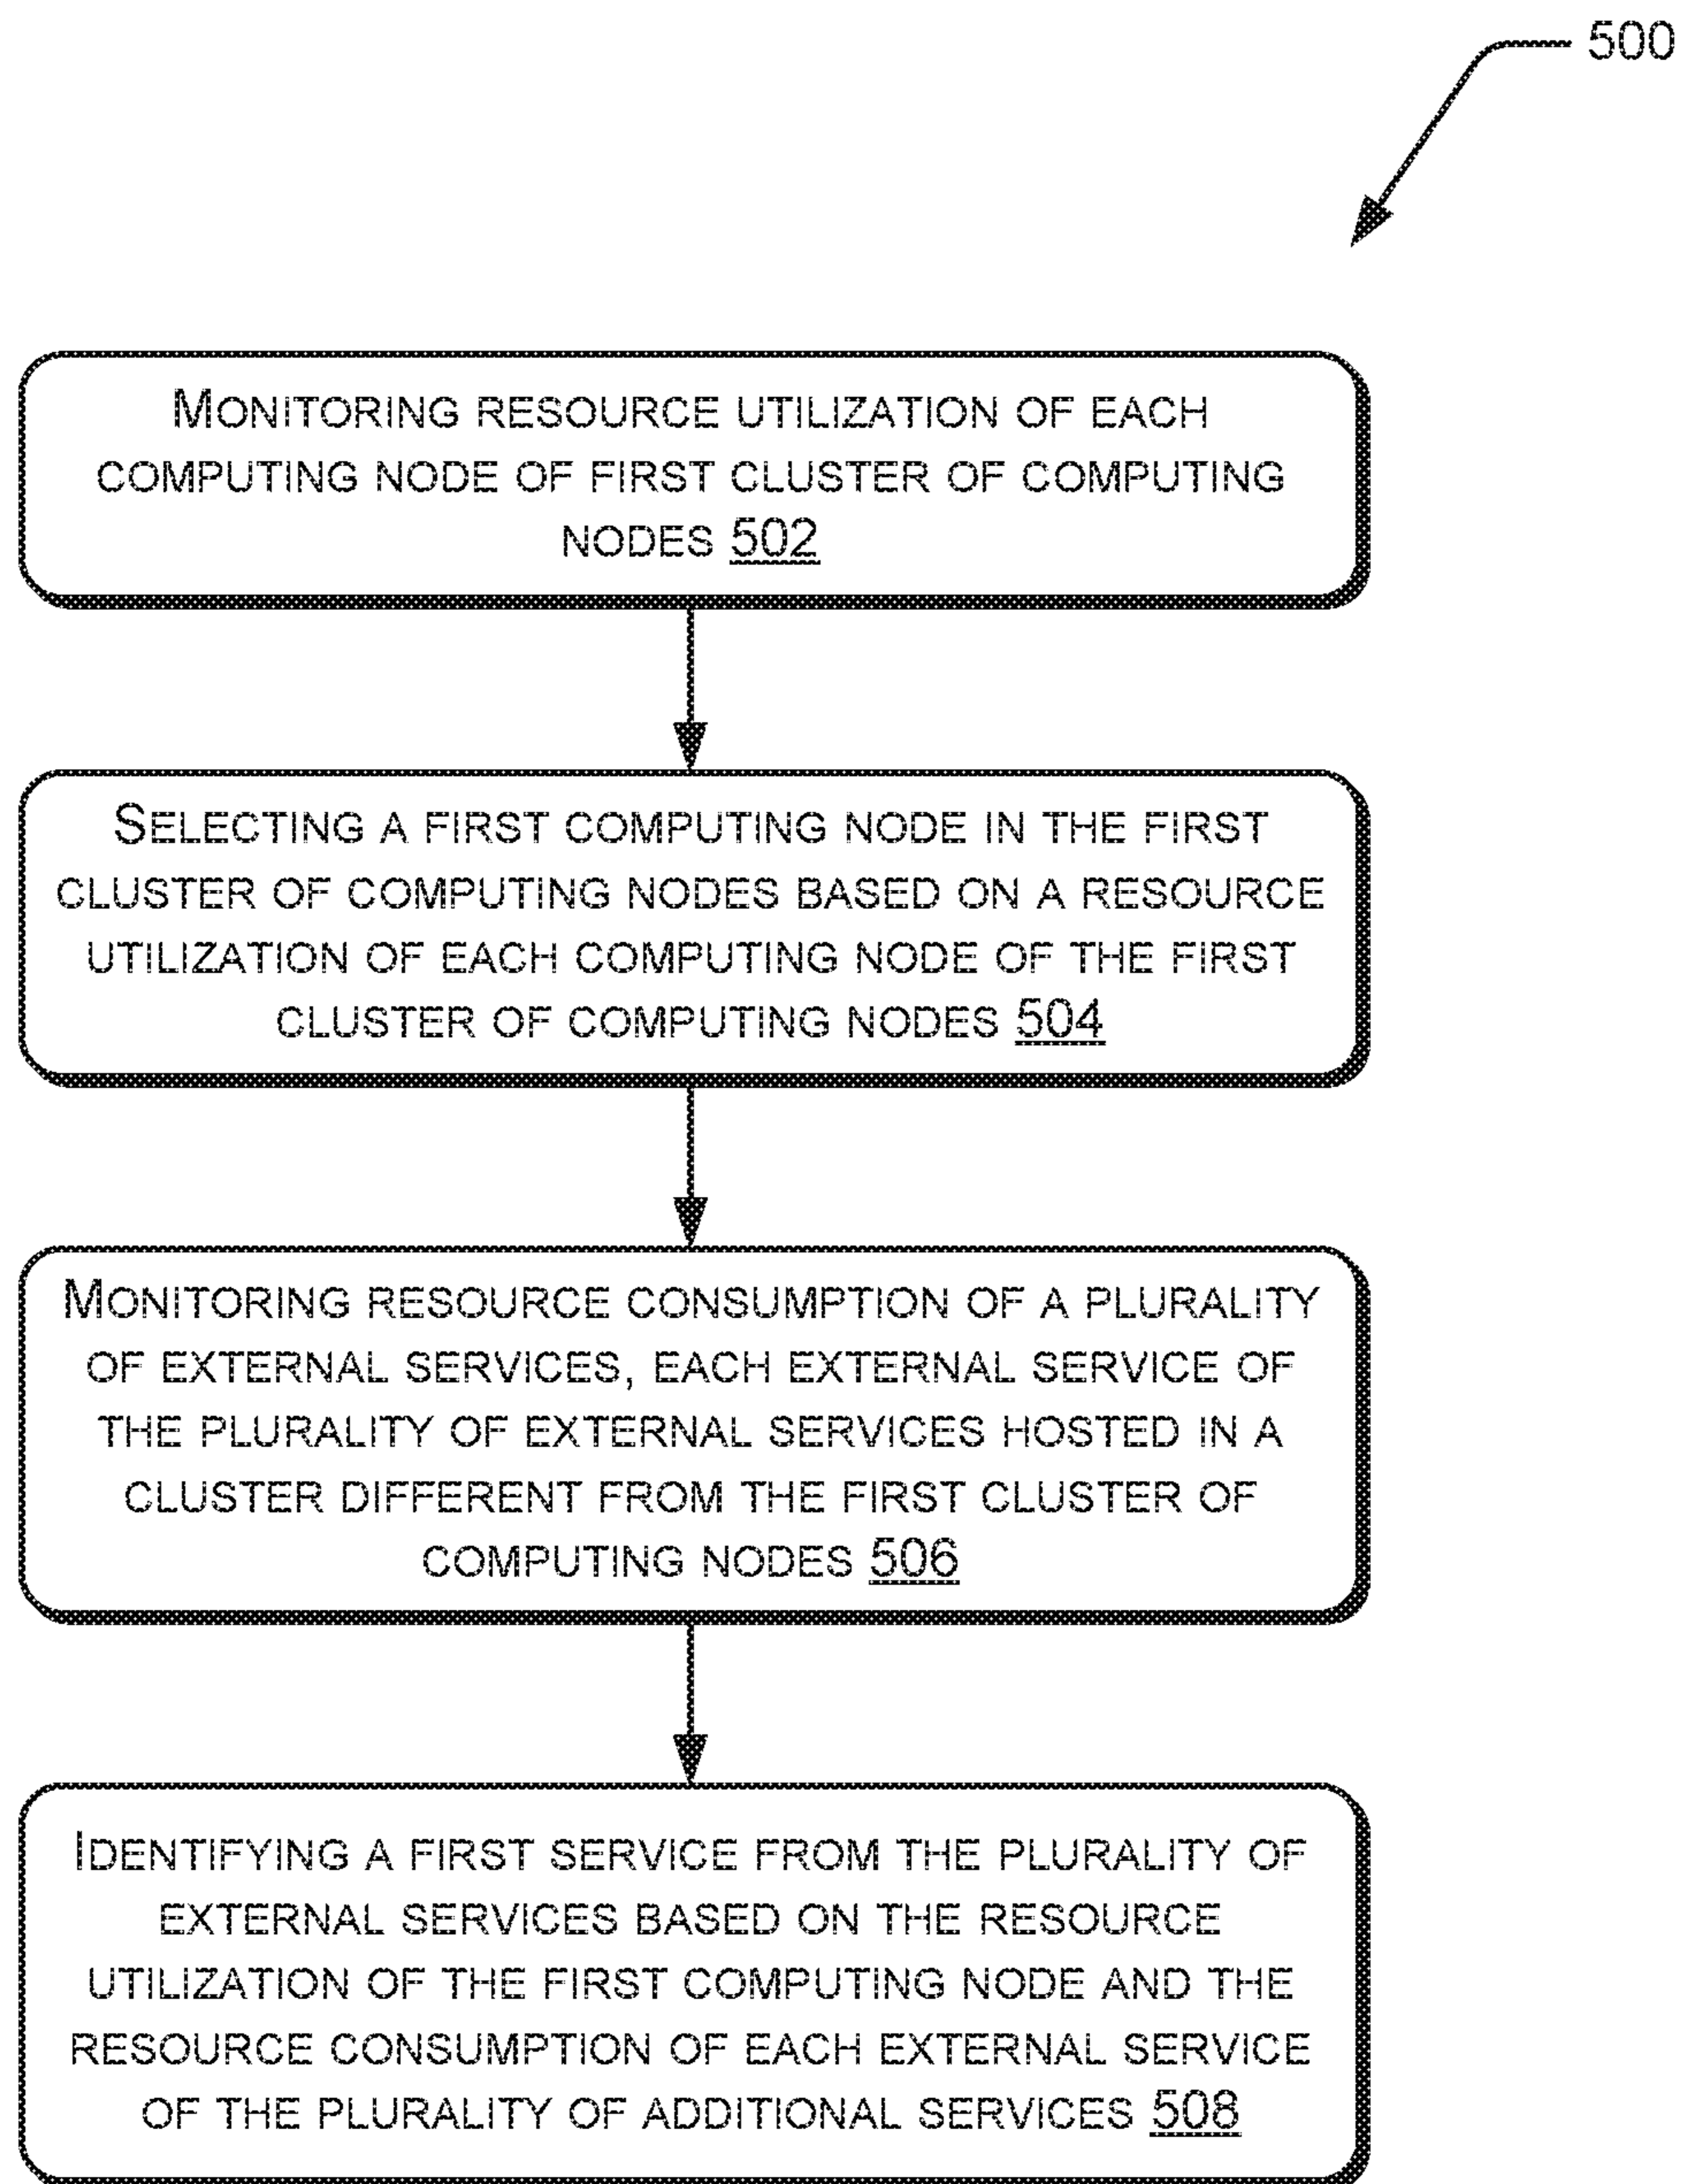 500
MONITORING RESOURCE UTILIZATION OF EACH
COMPUTING NODE OF FIRST CLUSTER OF COMPUTING
NODES 502
SELECTING A FIRST COMPUTING NODE IN THE FIRST
CLUSTER OF COMPUTING NODES BASED ON A RESOURCE
UTILIZATION OF EACH COMPUTING NODE OF THE FIRST
CLUSTER OF COMPUTING NODES 504
MONITORING RESOURCE CONSUMPTION OF A PLURALITY
OF EXTERNAL SERVICES, EACH EXTERNAL SERVICE OF
THE PLURALITY OF EXTERNAL SERVICES HOSTED IN A
CLUSTER DIFFERENT FROM THE FIRST CLUSTER OF
COMPUTING NODES 506
IDENTIFYING A FIRST SERVICE FROM THE PLURALITY OF
EXTERNAL SERVICES BASED ON THE RESOURCE
UTILIZATION OF THE FIRST COMPUTING NODE AND THE
RESOURCE CONSUMPTION OF EACH EXTERNAL SERVICE
OF THE PLURALITY OF ADDITIONAL SERVICES 508